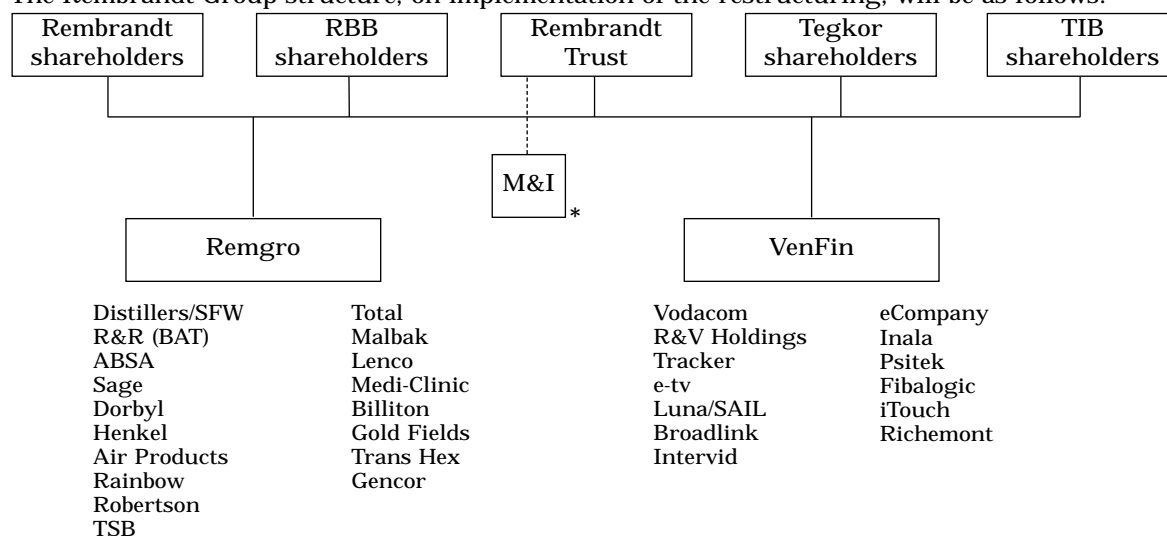 The Rembrandt Group structure, on implementation of the restructuring, will be as follows:
Rembrandt
shareholders
RBB
shareholders
Rembrandt
Trust
Tegkor
shareholders
TIB
shareholders
M&I
*
Remgro
VenFin
Distillers/SFW
R&R (BAT)
ABSA
Sage
Dorbyl
Henkel
Air Products
Rainbow
Robertson
TSB
Total
Malbak
Lenco
Medi-Clinic
Billiton
Gold Fields
Trans Hex
Gencor
Vodacom
R&V Holdings
Tracker
e-tv
Luna/SAIL
Broadlink
Intervid
eCompany
Inala
Psitek
Fibalogic
iTouch
Richemont